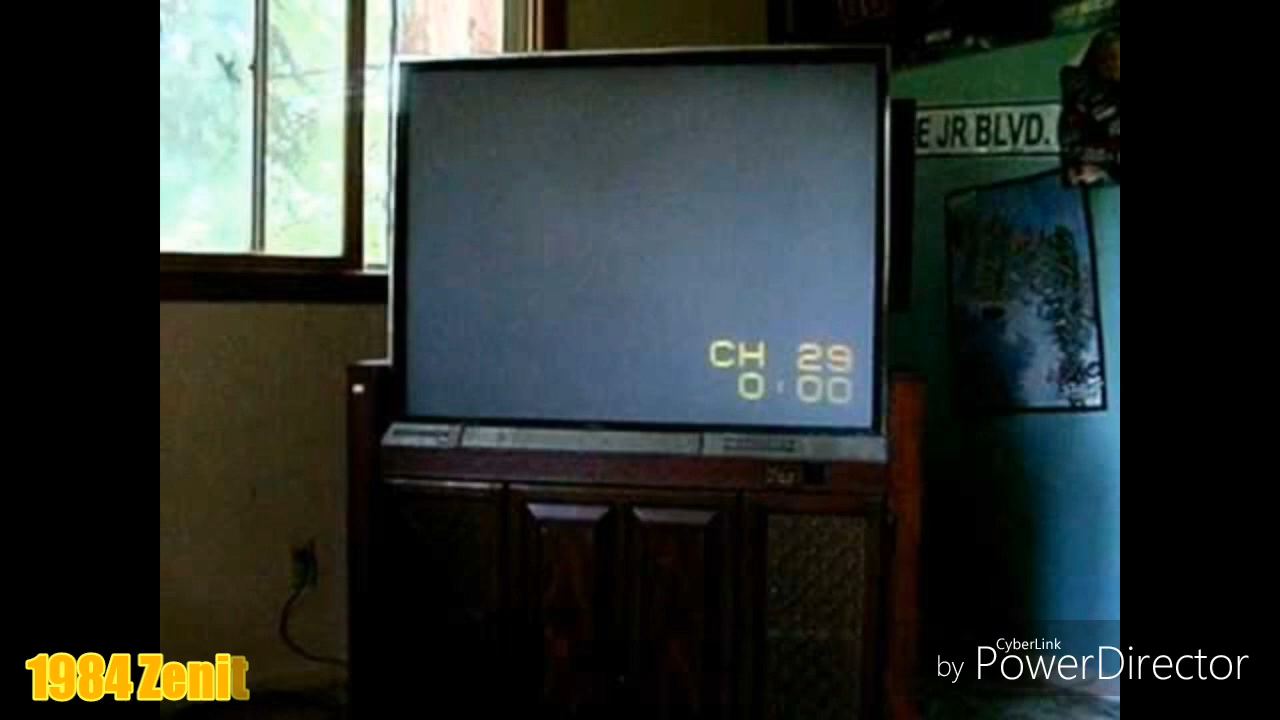 E JR BLVD.
CH 29
0:00
1984 Zenit
CyberLink
by PowerDirector